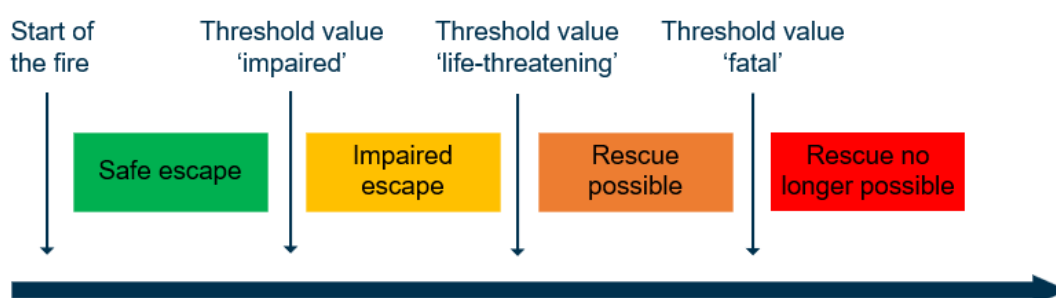 Start of
the fire
Threshold value
‘impaired’
Threshold value
‘life-threatening’
Threshold value
‘fatal’
Safe escape
Impaired
escape
Rescue
possible
Rescue no
longer possible